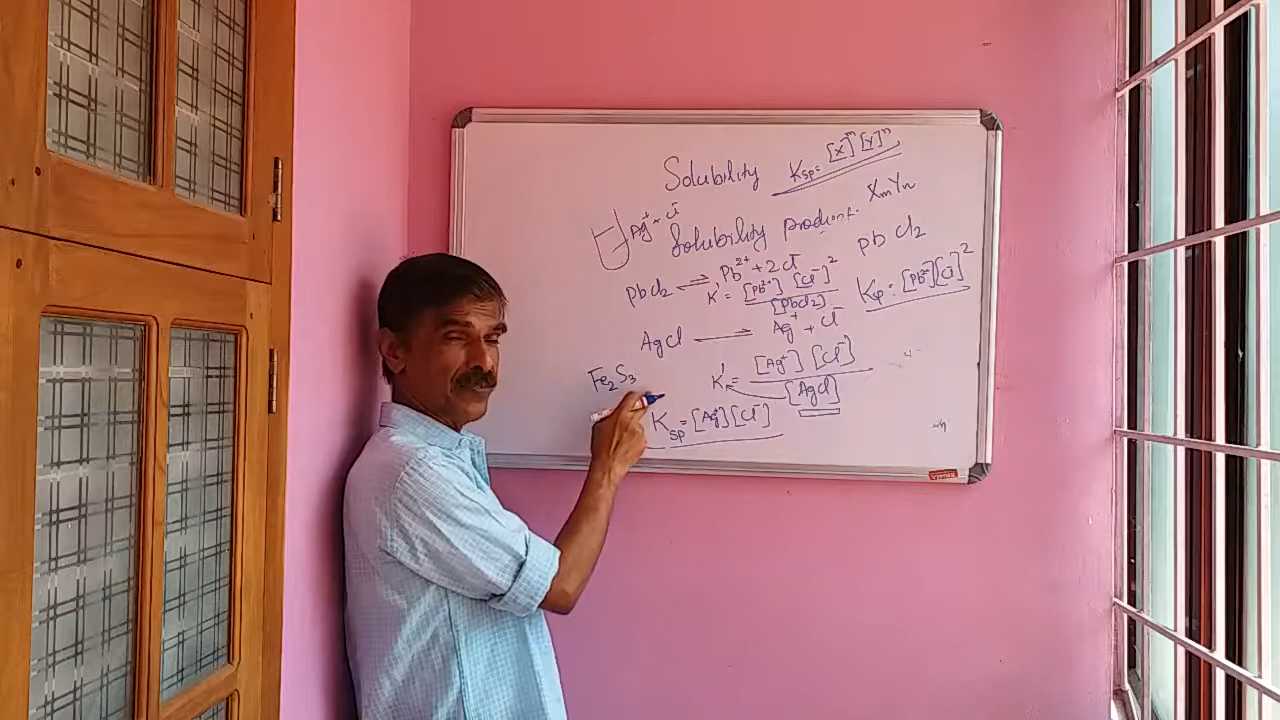 Solubility Ksp = [X]^m [Y]^n
XmYn
Ag⁺ + Cl⁻
Solubility product.
PbCl₂
PbCl₂ ⇌ Pb²⁺ + 2Cl⁻
K' = [Pb²⁺] [Cl⁻]² / [PbCl₂]
Ksp = [Pb²⁺][Cl⁻]²
AgCl ⇌ Ag⁺ + Cl⁻
Fe₂S₃
K' = [Ag⁺] [Cl⁻] / [AgCl]
Ksp = [Ag⁺][Cl⁻]